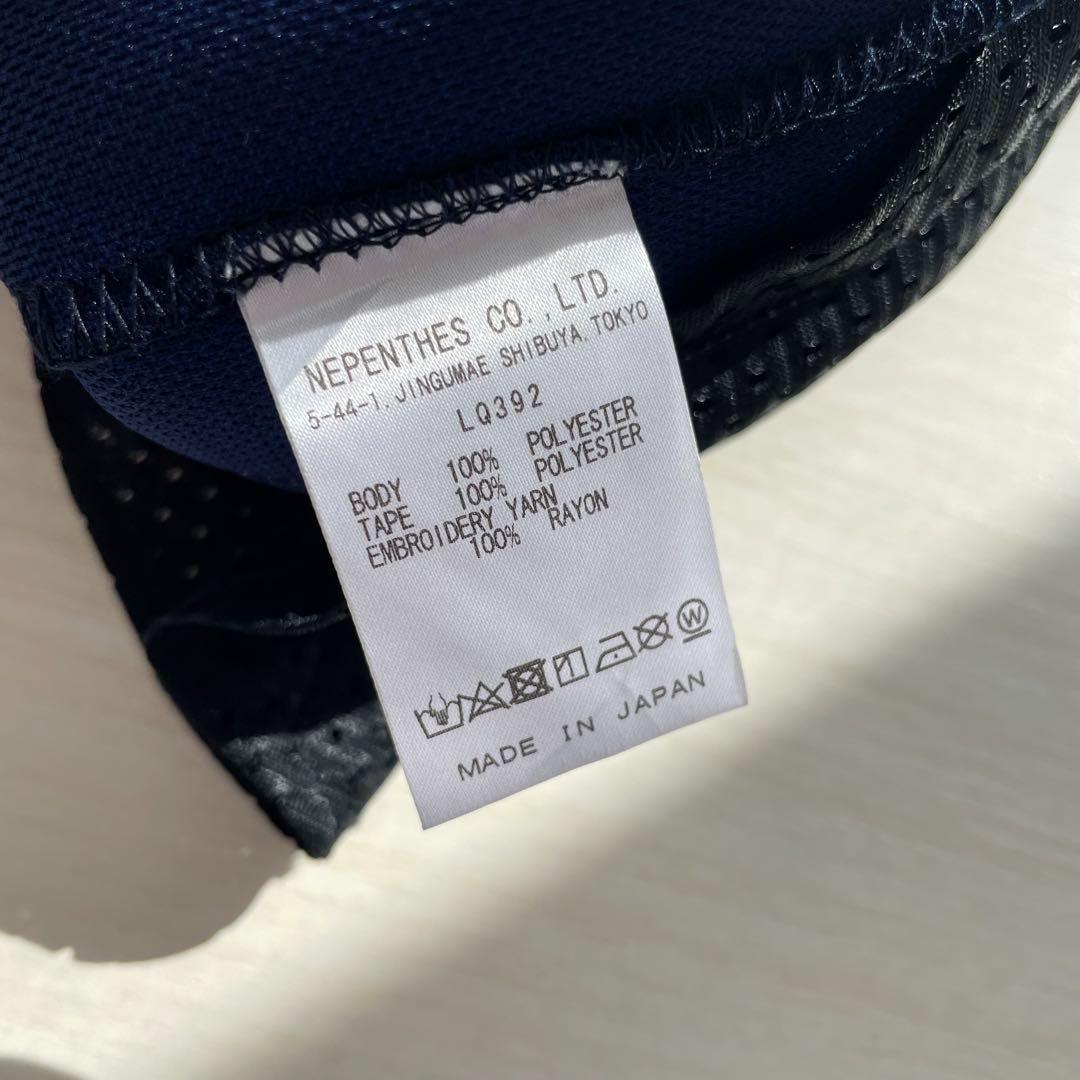 NEPENTHES CO.,LTD.
5-44-1, JINGUMAE SHIBUYA, TOKYO
LQ392
BODY 100% POLYESTER
TAPE 100% POLYESTER
EMBROIDERY YARN
100% RAYON
W
MADE IN JAPAN